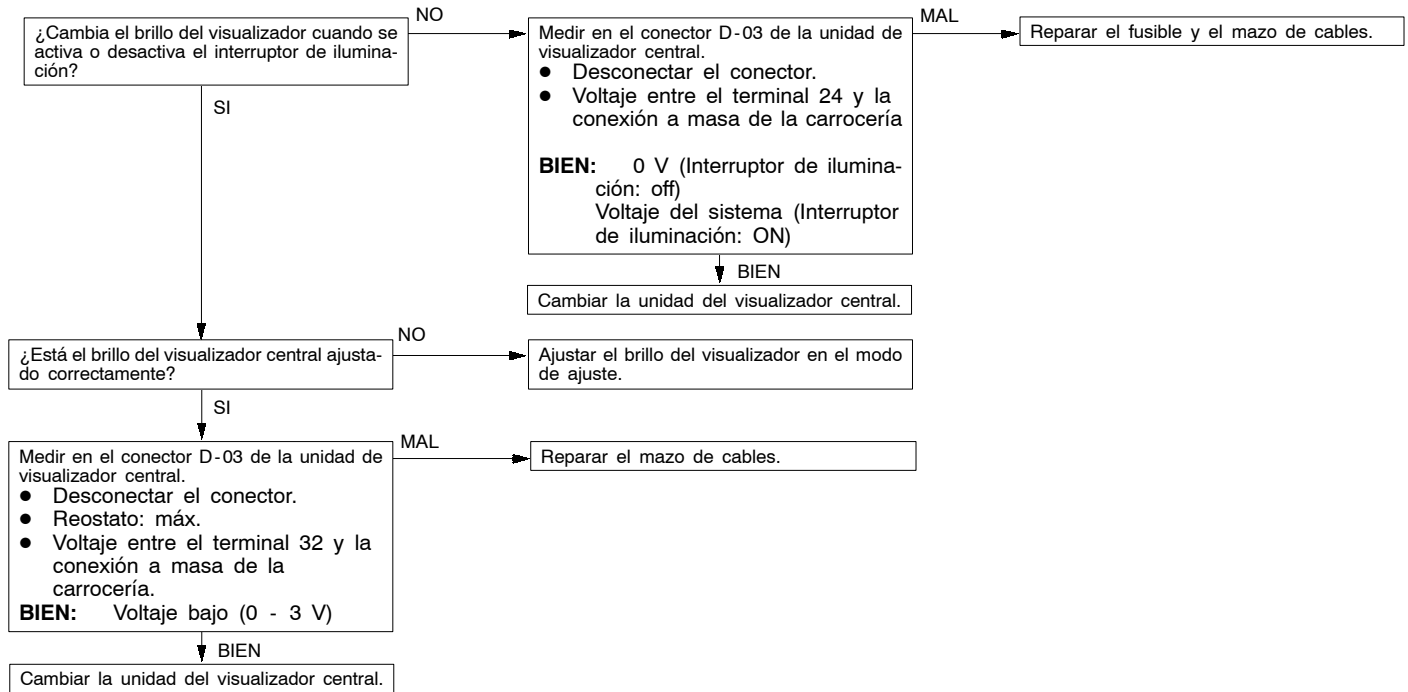 ¿Cambia el brillo del visualizador cuando se
activa o desactiva el interruptor de ilumina-
ción?
NO
Medir en el conector D-03 de la unidad de
visualizador central.
● Desconectar el conector.
● Voltaje entre el terminal 24 y la
conexión a masa de la carrocería
BIEN: 0 V (Interruptor de ilumina-
ción: off)
Voltaje del sistema (Interruptor
de iluminación: ON)
MAL
Reparar el fusible y el mazo de cables.
BIEN
Cambiar la unidad del visualizador central.
SI
¿Está el brillo del visualizador central ajusta-
do correctamente?
NO
Ajustar el brillo del visualizador en el modo
de ajuste.
SI
Medir en el conector D-03 de la unidad de
visualizador central.
● Desconectar el conector.
● Reostato: máx.
● Voltaje entre el terminal 32 y la
conexión a masa de la
carrocería.
BIEN: Voltaje bajo (0 - 3 V)
MAL
Reparar el mazo de cables.
BIEN
Cambiar la unidad del visualizador central.